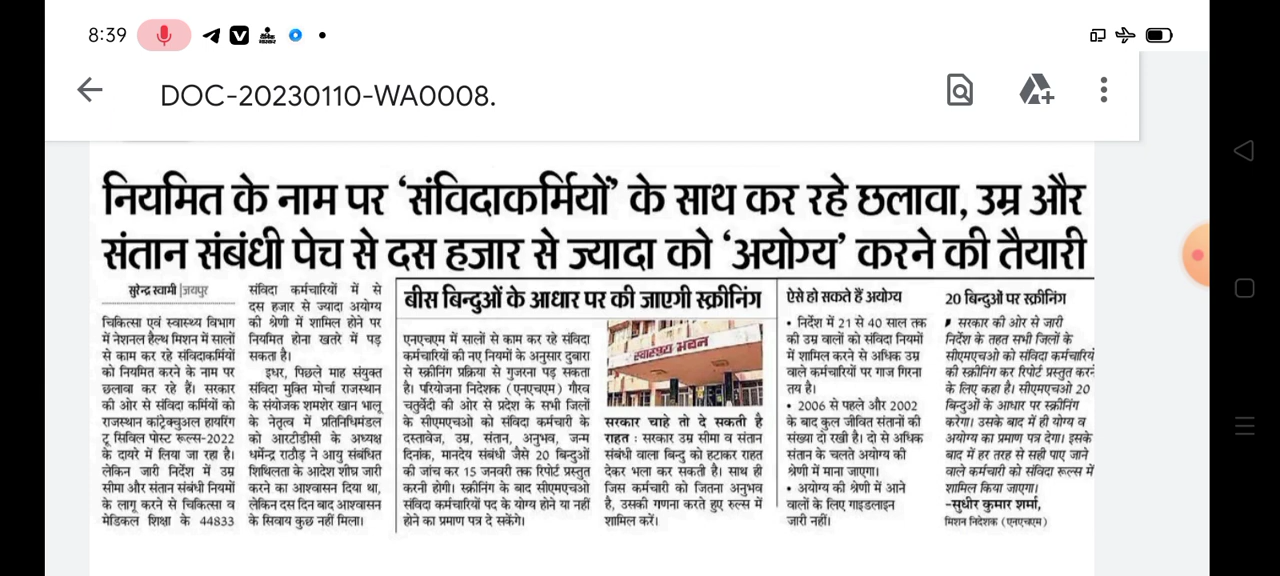 8:39
DOC-20230110-WA0008.
नियमित के नाम पर ‘संविदाकर्मियों’ के साथ कर रहे छलावा, उम्र और
संतान संबंधी पेच से दस हजार से ज्यादा को ‘अयोग्य’ करने की तैयारी
सुरेन्द्र स्वामी | जयपुर
चिकित्सा एवं स्वास्थ्य विभाग
में नेशनल हैल्थ मिशन में सालों
से काम कर रहे संविदाकर्मियों
को नियमित करने के नाम पर
छलावा कर रहे हैं। सरकार
की ओर से संविदा कर्मियों को
राजस्थान कांट्रेक्चुअल हायरिंग
टू सिविल पोस्ट रूल्स-2022
के दायरे में लिया जा रहा है।
लेकिन जारी निर्देश में उम्र
सीमा और संतान संबंधी नियमों
के लागू करने से चिकित्सा व
मेडिकल शिक्षा के 44833
संविदा कर्मचारियों में से
दस हजार से ज्यादा अयोग्य
की श्रेणी में शामिल होने पर
नियमित होना खतरे में पड़
सकता है।
इधर, पिछले माह संयुक्त
संविदा मुक्ति मोर्चा राजस्थान
के संयोजक शमशेर खान भालू
के नेतृत्व में प्रतिनिधिमंडल
को आरटीडीसी के अध्यक्ष
धर्मेन्द्र राठौड़ ने आयु संबंधित
शिथिलता के आदेश शीघ्र जारी
करने का आश्वासन दिया था,
लेकिन दस दिन बाद आश्वासन
के सिवाय कुछ नहीं मिला।
बीस बिन्दुओं के आधार पर की जाएगी स्क्रीनिंग
एनएचएम में सालों से काम कर रहे संविदा
कर्मचारियों की नए नियमों के अनुसार दुबारा
से स्क्रीनिंग प्रक्रिया से गुजरना पड़ सकता
है। परियोजना निदेशक (एनएचएम) गौरव
चतुर्वेदी की ओर से प्रदेश के सभी जिलों
के सीएमएचओ को संविदा कर्मचारी के
दस्तावेज, उम्र, संतान, अनुभव, जन्म
दिनांक, मानदेय संबंधी जैसे 20 बिन्दुओं
की जांच कर 15 जनवरी तक रिपोर्ट प्रस्तुत
करनी होगी। स्क्रीनिंग के बाद सीएमएचओ
संविदा कर्मचारियों पद के योग्य होने या नहीं
होने का प्रमाण पत्र दे सकेंगे।
स्वास्थ्य भवन
सरकार चाहे तो दे सकती है
राहत : सरकार उम्र सीमा व संतान
संबंधी वाला बिन्दु को हटाकर राहत
देकर भला कर सकती है। साथ ही
जिस कर्मचारी को जितना अनुभव
है, उसकी गणना करते हुए रुल्स में
शामिल करें।
ऐसे हो सकते हैं अयोग्य
• निर्देश में 21 से 40 साल तक
की उम्र वालों को संविदा नियमों
में शामिल करने से अधिक उम्र
वाले कर्मचारियों पर गाज गिरना
तय है।
• 2006 से पहले और 2002
के बाद कुल जीवित संतानों की
संख्या दो रखी है। दो से अधिक
संतान के चलते अयोग्य की
श्रेणी में माना जाएगा।
• अयोग्य की श्रेणी में आने
वालों के लिए गाइडलाइन
जारी नहीं।
20 बिन्दुओं पर स्क्रीनिंग
सरकार की ओर से जारी
निर्देश के तहत सभी जिलों के
सीएमएचओ को संविदा कर्मचारियों
की स्क्रीनिंग कर रिपोर्ट प्रस्तुत करने
के लिए कहा है। सीएमएचओ 20
बिन्दुओं के आधार पर स्क्रीनिंग
करेगा। उसके बाद में ही योग्य व
अयोग्य का प्रमाण पत्र देगा। इसके
बाद में हर तरह से सही पाए जाने
वाले कर्मचारी को संविदा रूल्स में
शामिल किया जाएगा।
-सुधीर कुमार शर्मा,
मिशन निदेशक (एनएचएम)